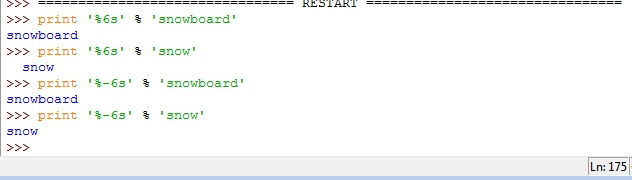 >>> ================================ RESTART ================================
>>> print '%6s' % 'snowboard'
snowboard
>>> print '%6s' % 'snow'
  snow
>>> print '%-6s' % 'snowboard'
snowboard
>>> print '%-6s' % 'snow'
snow
>>>
Ln: 175